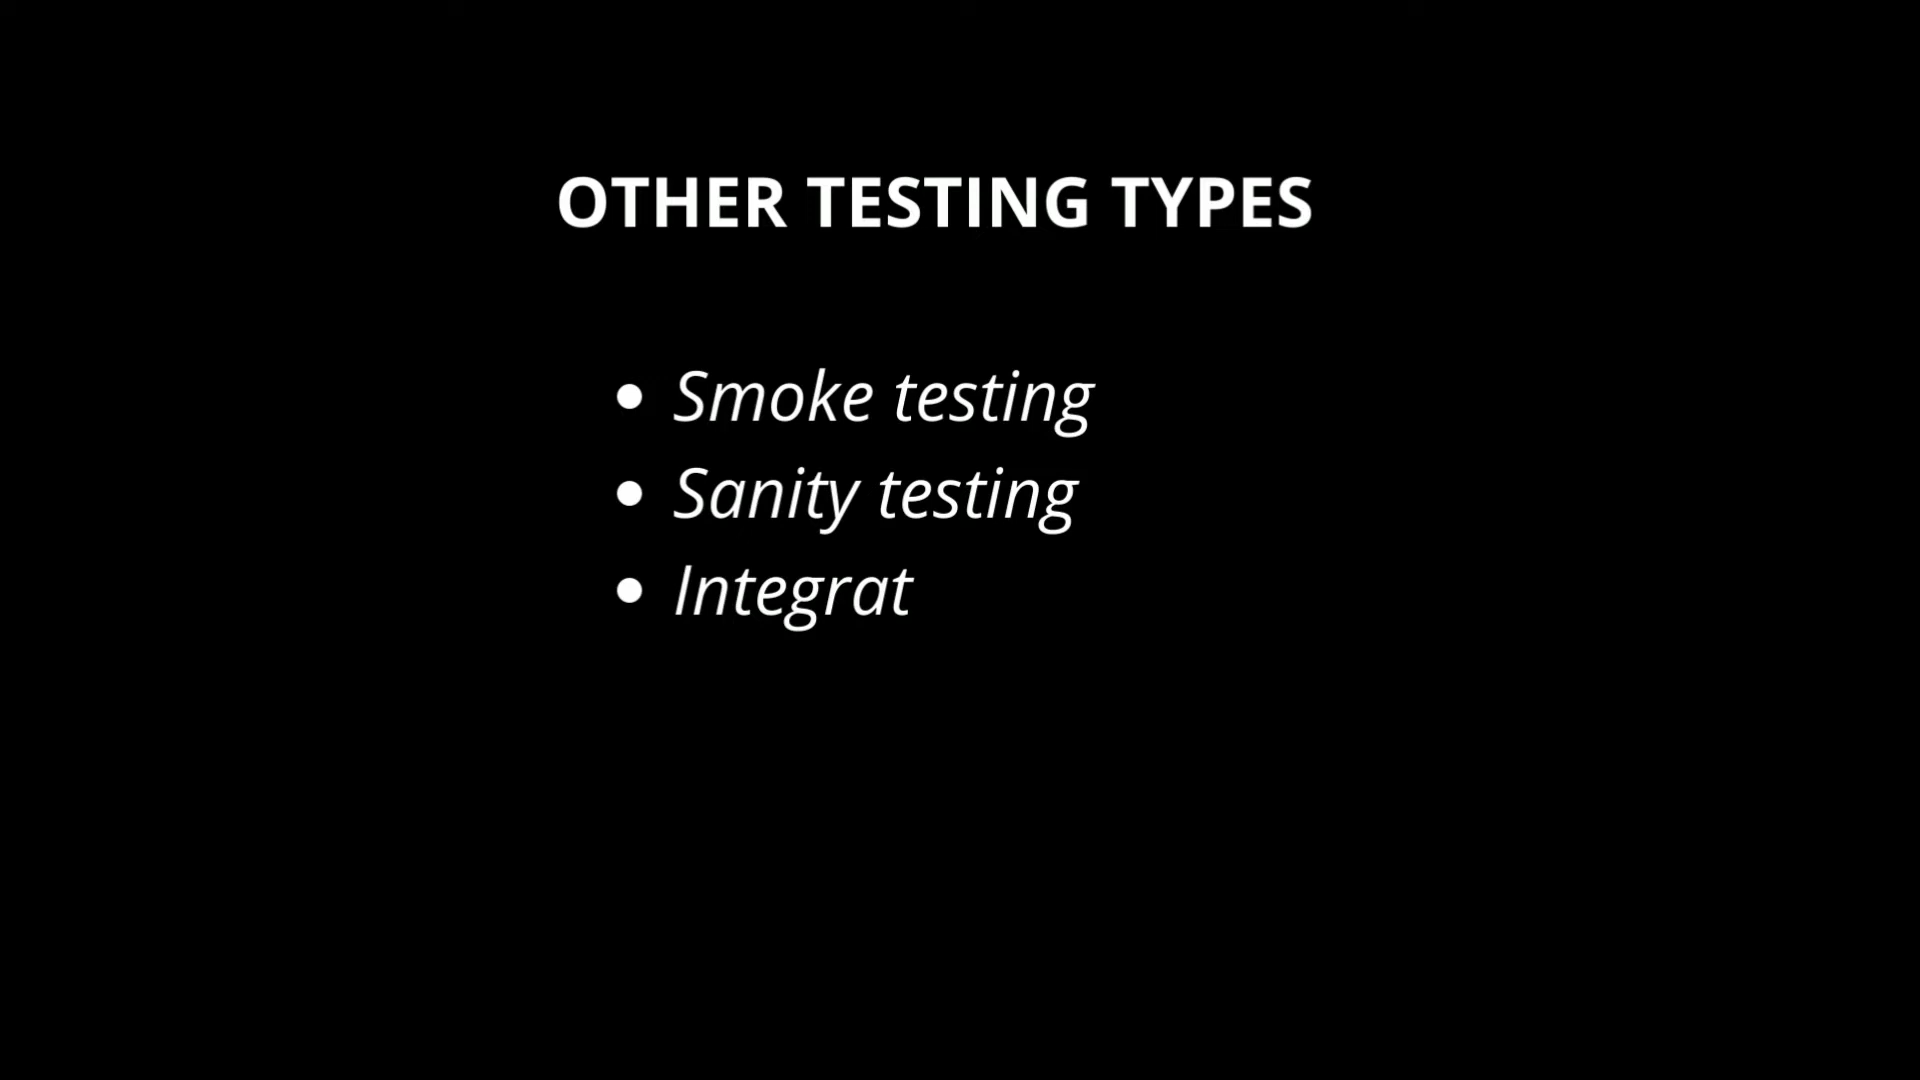 OTHER TESTING TYPES
• Smoke testing
• Sanity testing
• Integrat